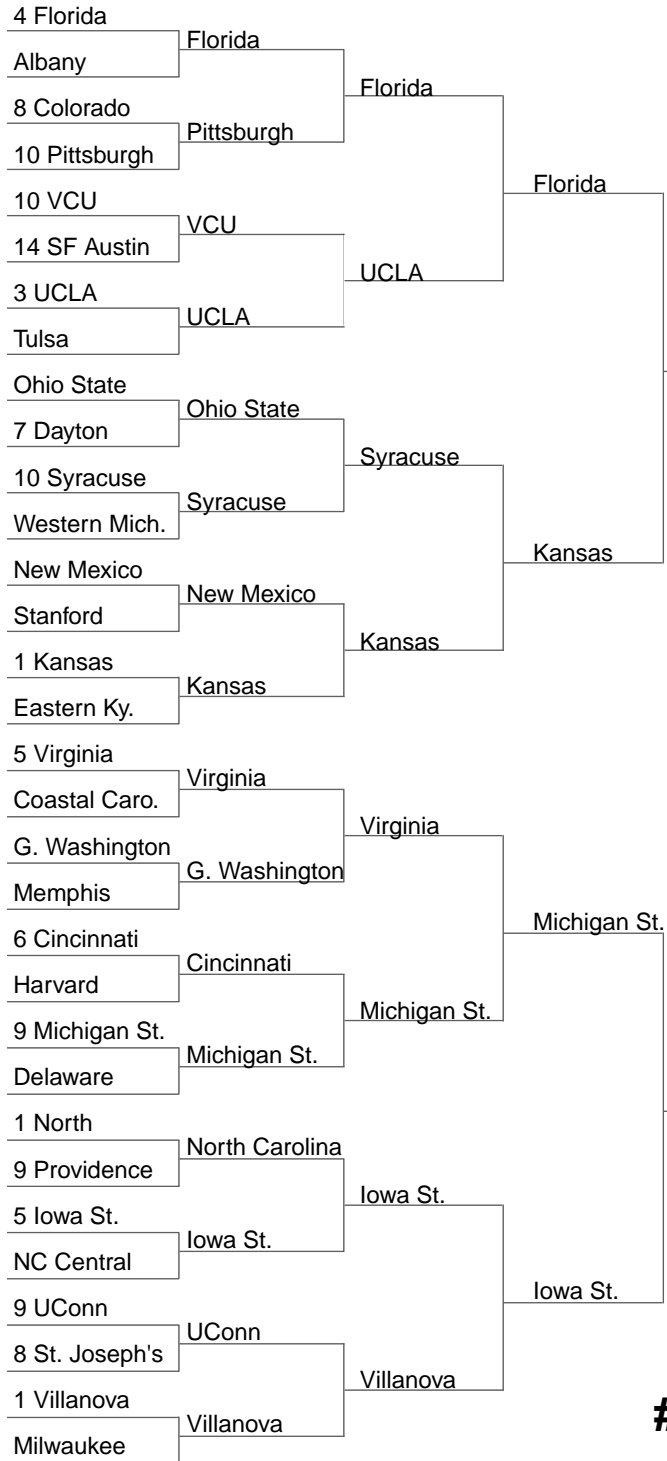 4 Florida
Albany
8 Colorado
10 Pittsburgh
10 VCU
14 SF Austin
3 UCLA
Tulsa
Ohio State
7 Dayton
10 Syracuse
Western Mich.
New Mexico
Stanford
1 Kansas
Eastern Ky.
5 Virginia
Coastal Caro.
G. Washington
Memphis
6 Cincinnati
Harvard
9 Michigan St.
Delaware
1 North
9 Providence
5 Iowa St.
NC Central
9 UConn
8 St. Joseph's
1 Villanova
Milwaukee
Florida
Pittsburgh
VCU
UCLA
Ohio State
Syracuse
New Mexico
Kansas
Virginia
G. Washington
Cincinnati
Michigan St.
North Carolina
Iowa St.
UConn
Villanova
Florida
UCLA
Syracuse
Kansas
Virginia
Michigan St.
Iowa St.
Villanova
Florida
Kansas
Michigan St.
Iowa St.
#